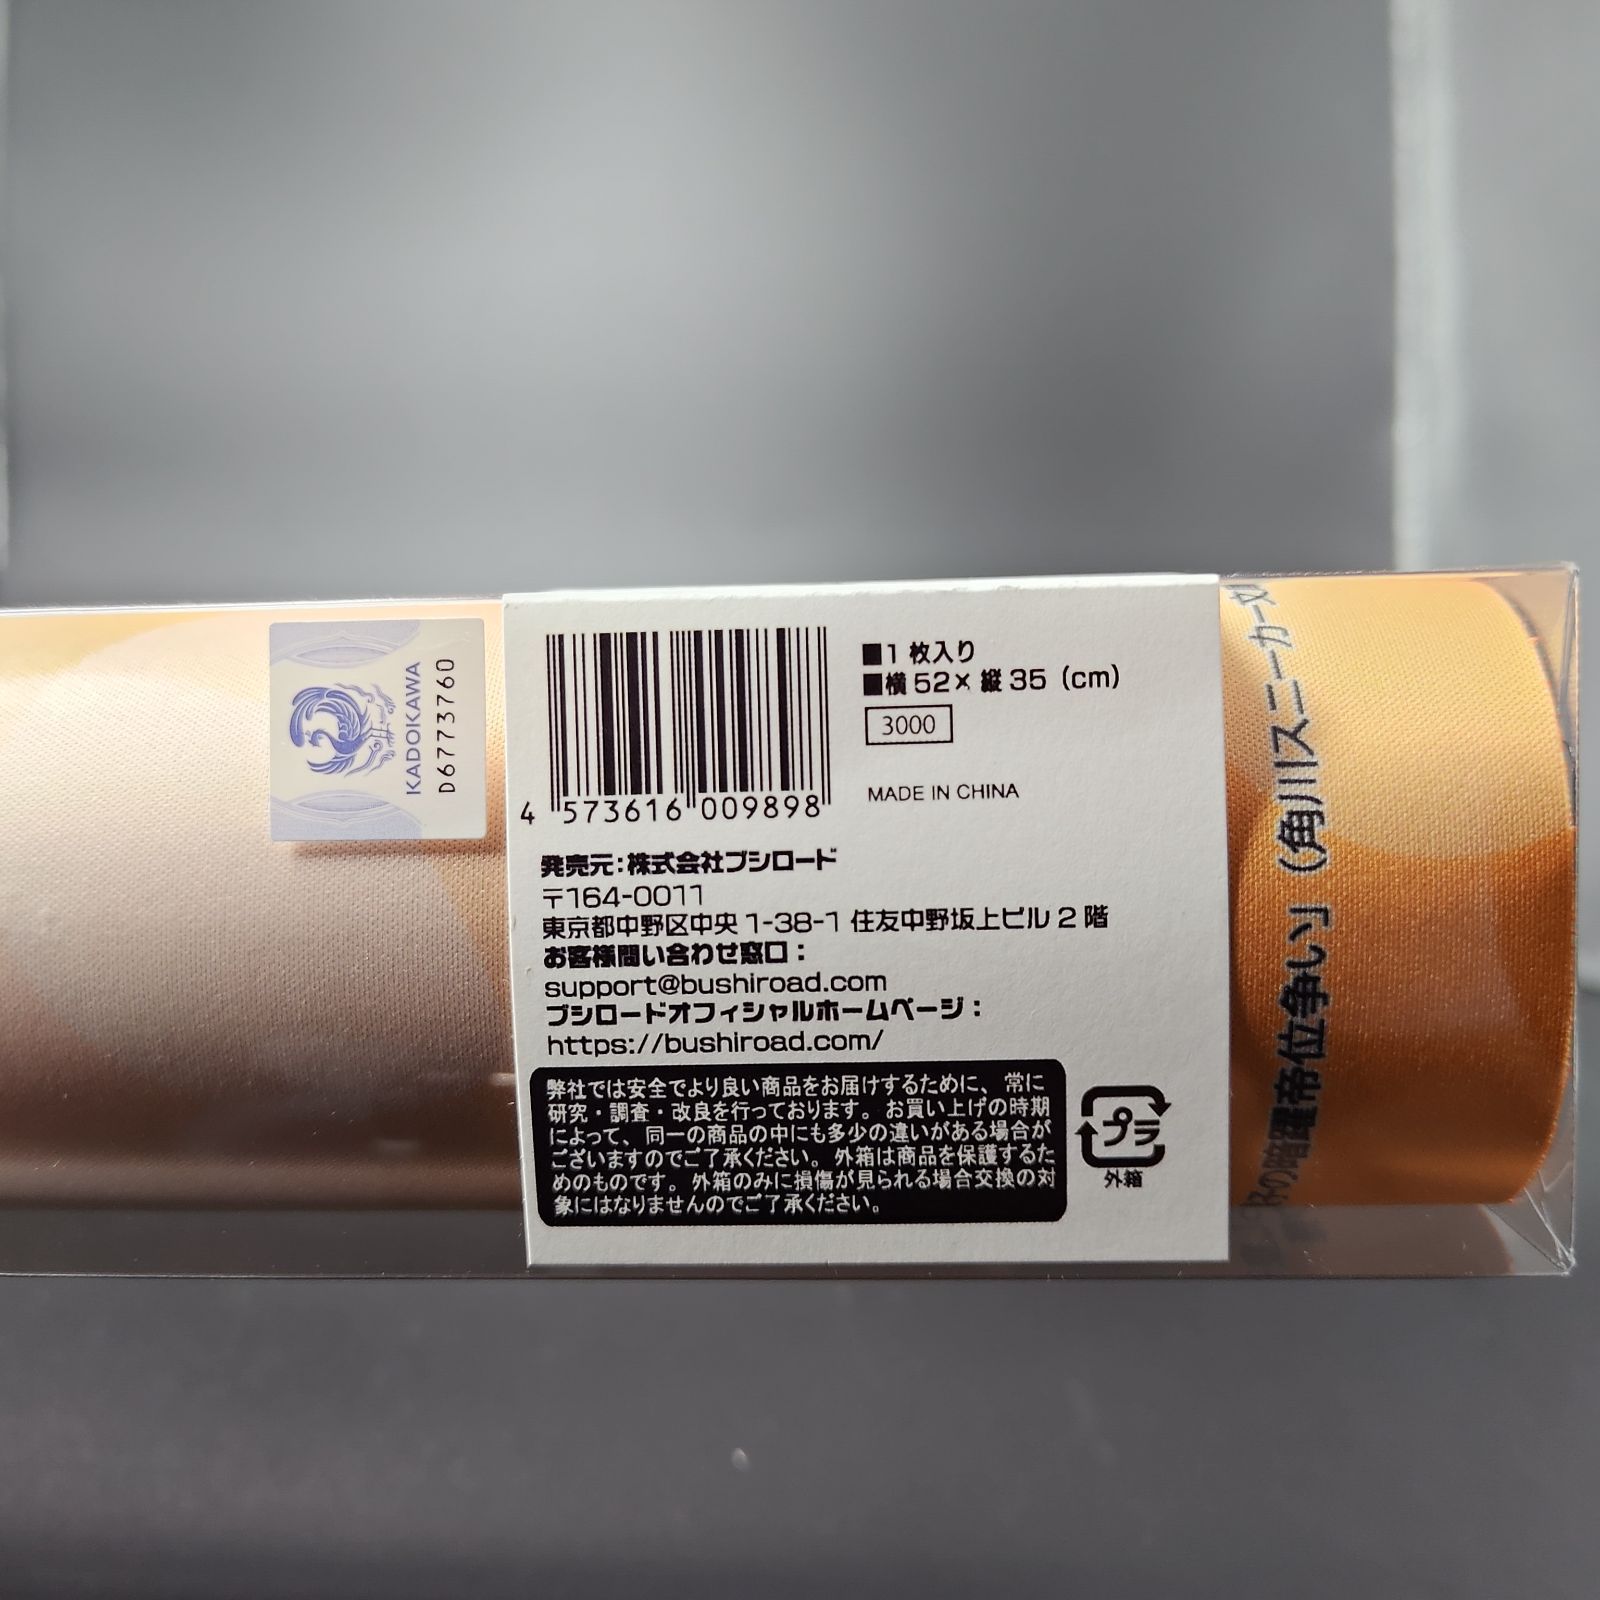 KADOKAWA
D6773760
4 573616 009898
■1枚入り
■横52×縦35（cm）
3000
MADE IN CHINA
発売元：株式会社ブシロード
〒164-0011
東京都中野区中央1-38-1 住友中野坂上ビル2階
お客様問い合わせ窓口：
support@bushiroad.com
ブシロードオフィシャルホームページ：
https://bushiroad.com/
弊社では安全でより良い商品をお届けするために、常に
研究・調査・改良を行っております。お買い上げの時期
によって、同一の商品の中にも多少の違いがある場合が
ございますのでご了承ください。外箱は商品を保護するた
めのものです。外箱のみに損傷が見られる場合交換の対
象にはなりませんのでご了承ください。
プラ
外箱
の暗躍帝位争い」（角川スニーカー文